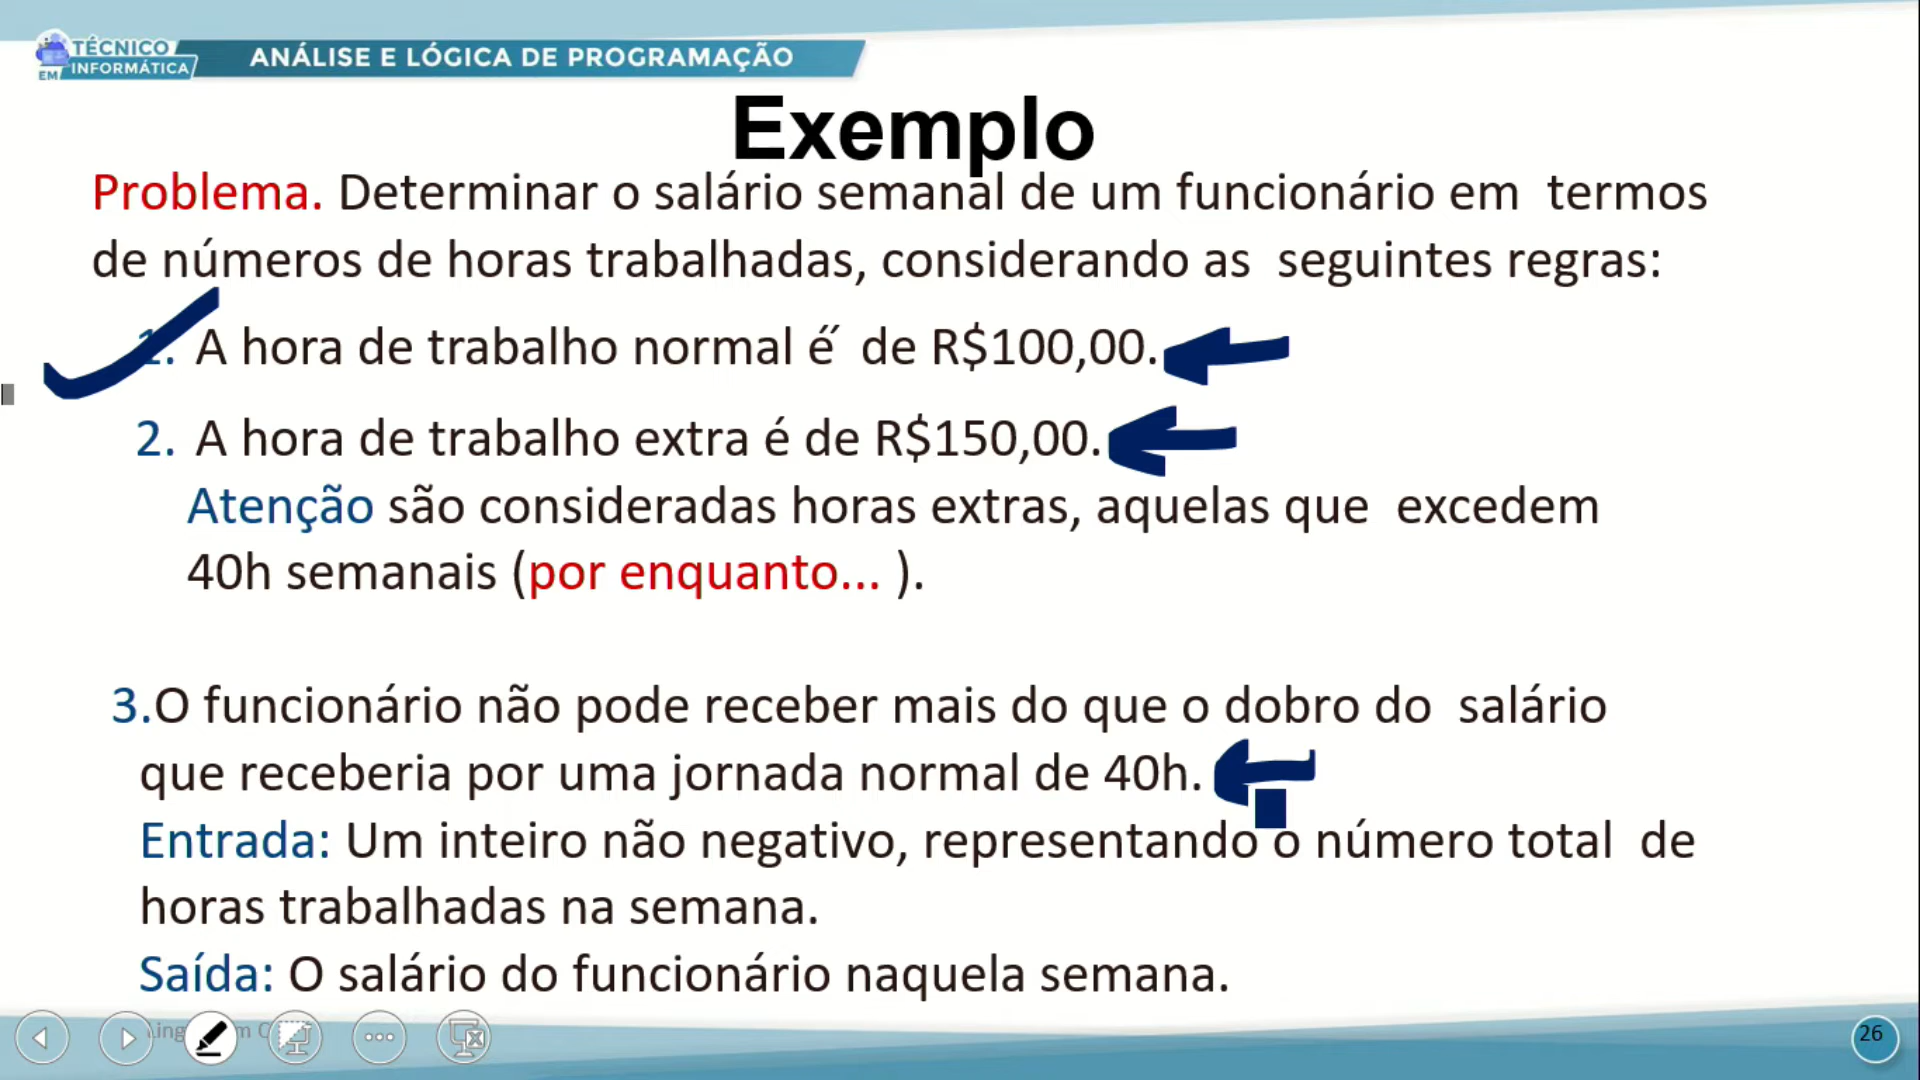 TÉCNICO
EM INFORMÁTICA
ANÁLISE E LÓGICA DE PROGRAMAÇÃO
Exemplo
Problema. Determinar o salário semanal de um funcionário em termos
de números de horas trabalhadas, considerando as seguintes regras:
1. A hora de trabalho normal é ̋ de R$100,00.
2. A hora de trabalho extra é de R$150,00.
Atenção são consideradas horas extras, aquelas que excedem
40h semanais (por enquanto... ).
3.O funcionário não pode receber mais do que o dobro do salário
que receberia por uma jornada normal de 40h.
Entrada: Um inteiro não negativo, representando o número total de
horas trabalhadas na semana.
Saída: O salário do funcionário naquela semana.
26